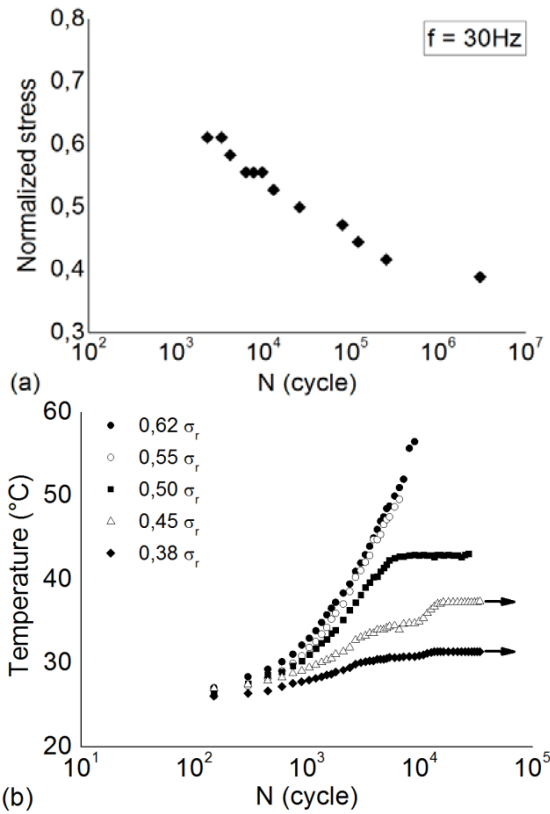 0,8
f = 30Hz
0,7
0,6
0,5
0,4
0,3
Normalized stress
10² 10³ 10⁴ 10⁵ 10⁶ 10⁷
(a) N (cycle)
60
50
40
30
20
Temperature (°C)
0,62 σr
0,55 σr
0,50 σr
0,45 σr
0,38 σr
10¹ 10² 10³ 10⁴ 10⁵
(b) N (cycle)